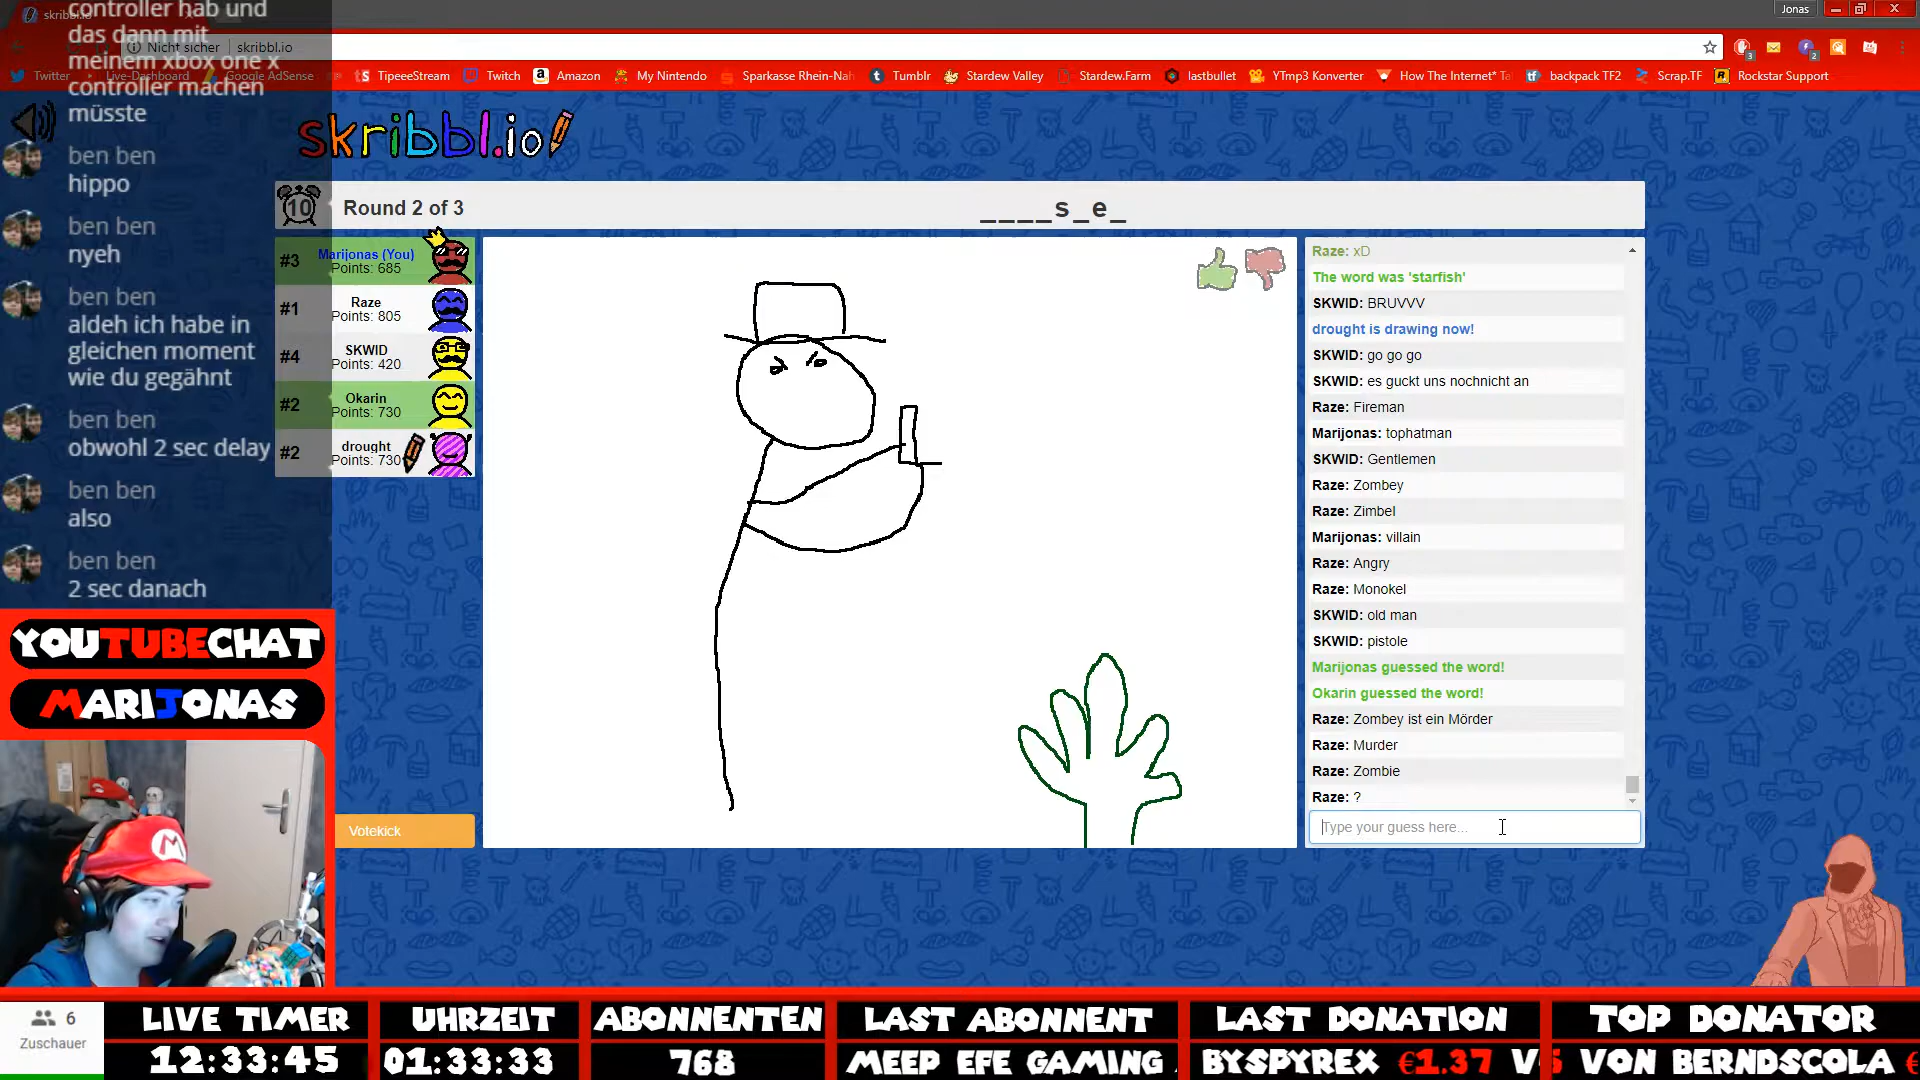 skribbl.io
Jonas
Nicht sicher
skribbl.io
Twitter
Live-Dashboard
Google AdSense
TipeeeStream
Twitch
Amazon
My Nintendo
Sparkasse Rhein-Nah
Tumblr
Stardew Valley
Stardew.Farm
lastbullet
YTmp3 Konverter
How The Internet* Ta
backpack TF2
Scrap.TF
Rockstar Support
controller hab und
das dann mit
meinem xbox one x
controller machen
müsste
ben ben
hippo
ben ben
nyeh
ben ben
aldeh ich habe in
gleichen moment
wie du gegähnt
ben ben
obwohl 2 sec delay
ben ben
also
ben ben
2 sec danach
YOUTUBECHAT
MARIJONAS
skribbl.io
10
Round 2 of 3
____s_e_
#3
Marijonas (You)
Points: 685
#1
Raze
Points: 805
#4
SKWID
Points: 420
#2
Okarin
Points: 730
#2
drought
Points: 730
Votekick
Raze: xD
The word was 'starfish'
SKWID: BRUVVV
drought is drawing now!
SKWID: go go go
SKWID: es guckt uns nochnicht an
Raze: Fireman
Marijonas: tophatman
SKWID: Gentlemen
Raze: Zombey
Raze: Zimbel
Marijonas: villain
Raze: Angry
Raze: Monokel
SKWID: old man
SKWID: pistole
Marijonas guessed the word!
Okarin guessed the word!
Raze: Zombey ist ein Mörder
Raze: Murder
Raze: Zombie
Raze: ?
Type your guess here...
6
Zuschauer
LIVE TIMER
12:33:45
UHRZEIT
01:33:33
ABONNENTEN
768
LAST ABONNENT
MEEP EFE GAMING
LAST DONATION
BYSPYREX €1.37 V
TOP DONATOR
VON BERNDSCOLA €